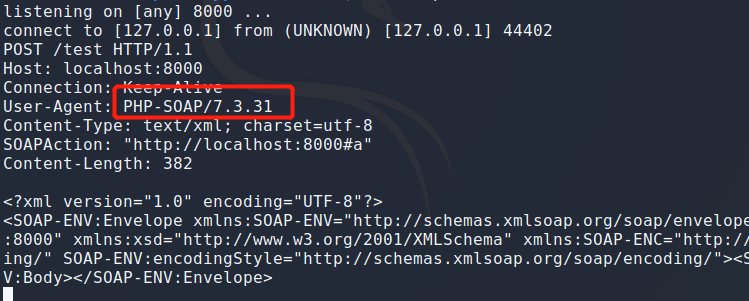 listening on [any] 8000 ...
connect to [127.0.0.1] from (UNKNOWN) [127.0.0.1] 44402
POST /test HTTP/1.1
Host: localhost:8000
Connection: Keep-Alive
User-Agent: PHP-SOAP/7.3.31
Content-Type: text/xml; charset=utf-8
SOAPAction: "http://localhost:8000#a"
Content-Length: 382
<?xml version="1.0" encoding="UTF-8"?>
<SOAP-ENV:Envelope xmlns:SOAP-ENV="http://schemas.xmlsoap.org/soap/envelope
:8000" xmlns:xsd="http://www.w3.org/2001/XMLSchema" xmlns:SOAP-ENC="http://
ing/" SOAP-ENV:encodingStyle="http://schemas.xmlsoap.org/soap/encoding/"><S
V:Body></SOAP-ENV:Envelope>